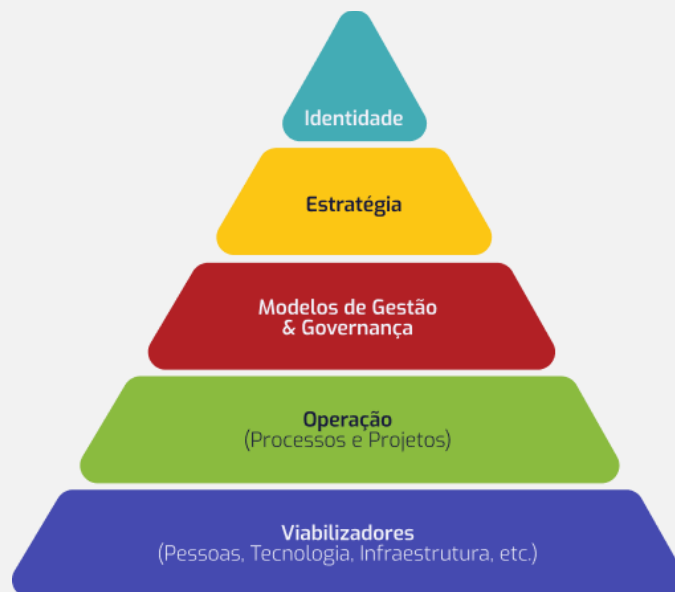 Identidade
Estratégia
Modelos de Gestão
& Governança
Operação
(Processos e Projetos)
Viabilizadores
(Pessoas, Tecnologia, Infraestrutura, etc.)